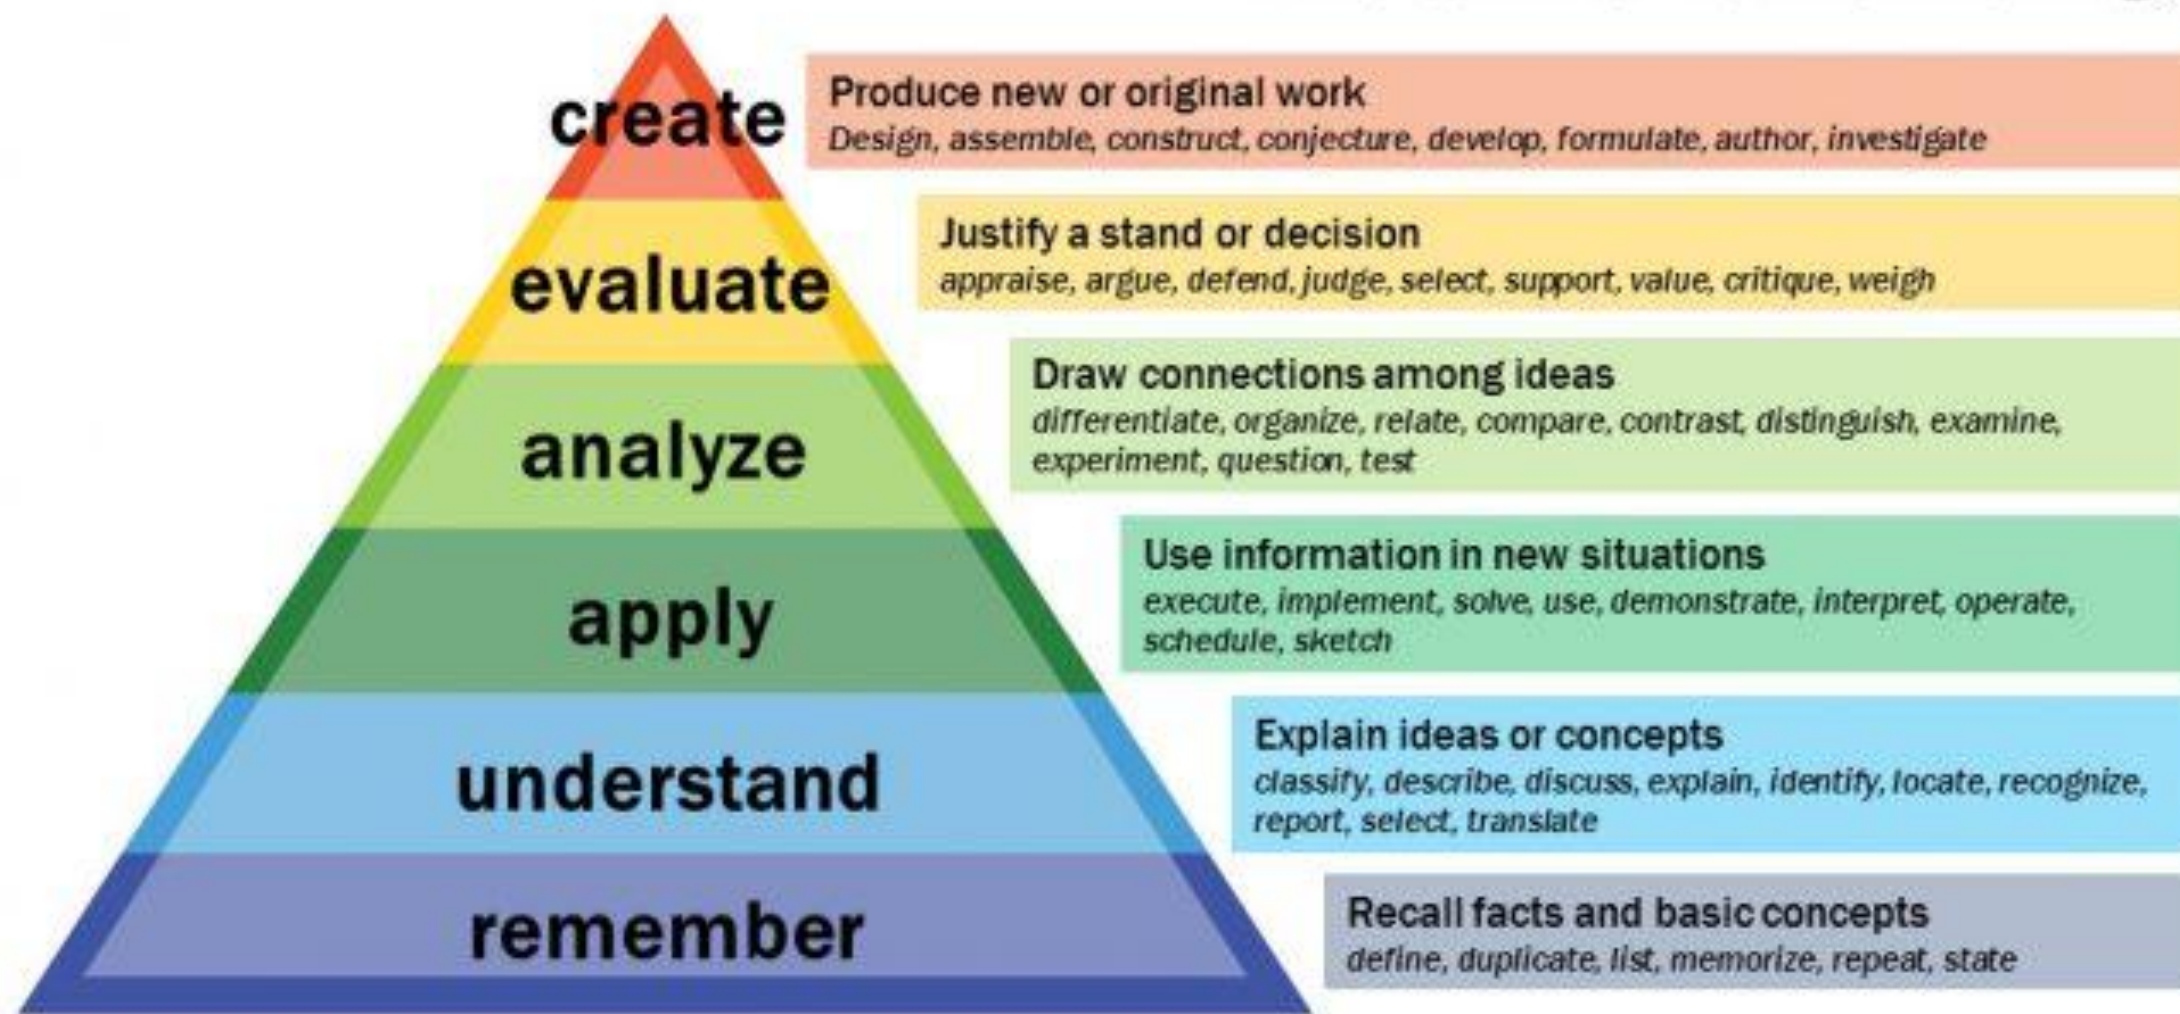 create
Produce new or original work
Design, assemble, construct, conjecture, develop, formulate, author, investigate
evaluate
Justify a stand or decision
appraise, argue, defend, judge, select, support, value, critique, weigh
analyze
Draw connections among ideas
differentiate, organize, relate, compare, contrast, distinguish, examine,
experiment, question, test
apply
Use information in new situations
execute, implement, solve, use, demonstrate, interpret, operate,
schedule, sketch
understand
Explain ideas or concepts
classify, describe, discuss, explain, identify, locate, recognize,
report, select, translate
remember
Recall facts and basic concepts
define, duplicate, list, memorize, repeat, state